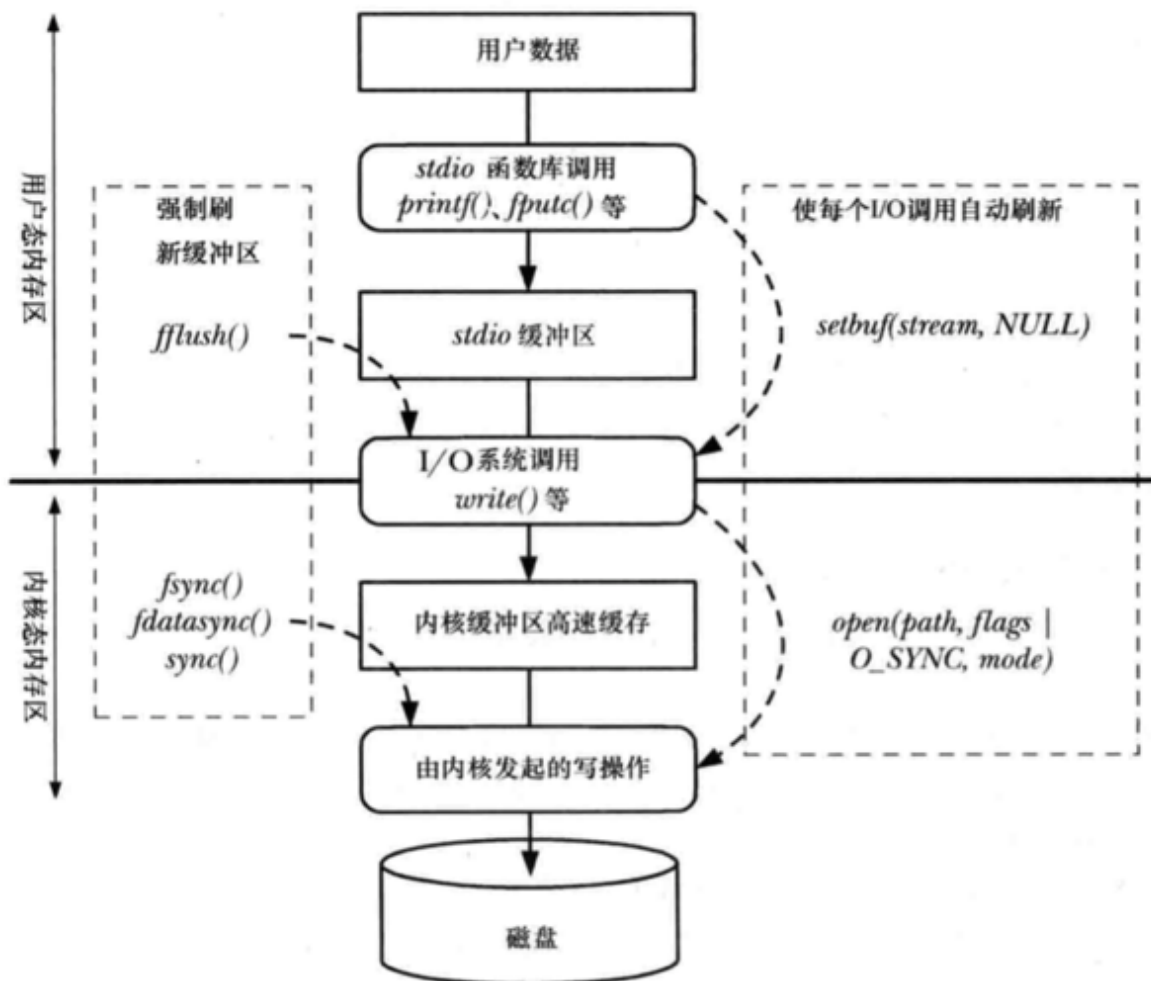 用户数据
stdio 函数库调用
printf()、fputc() 等
用户态内存区
强制刷
新缓冲区
fflush()
stdio 缓冲区
使每个I/O调用自动刷新
setbuf(stream, NULL)
I/O系统调用
write() 等
内核态内存区
fsync()
fdatasync()
sync()
内核缓冲区高速缓存
open(path, flags |
O_SYNC, mode)
由内核发起的写操作
磁盘